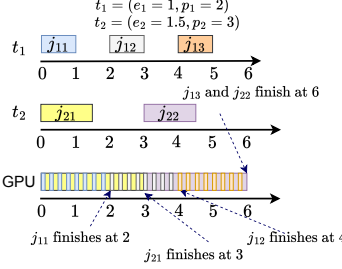 t₁ = (e₁ = 1, p₁ = 2)
t₂ = (e₂ = 1.5, p₂ = 3)
t₁ j₁₁ j₁₂ j₁₃
0 1 2 3 4 5 6
j₁₃ and j₂₂ finish at 6
t₂ j₂₁ j₂₂
0 1 2 3 4 5 6
GPU
0 1 2 3 4 5 6
j₁₁ finishes at 2 j₁₂ finishes at 4
j₂₁ finishes at 3